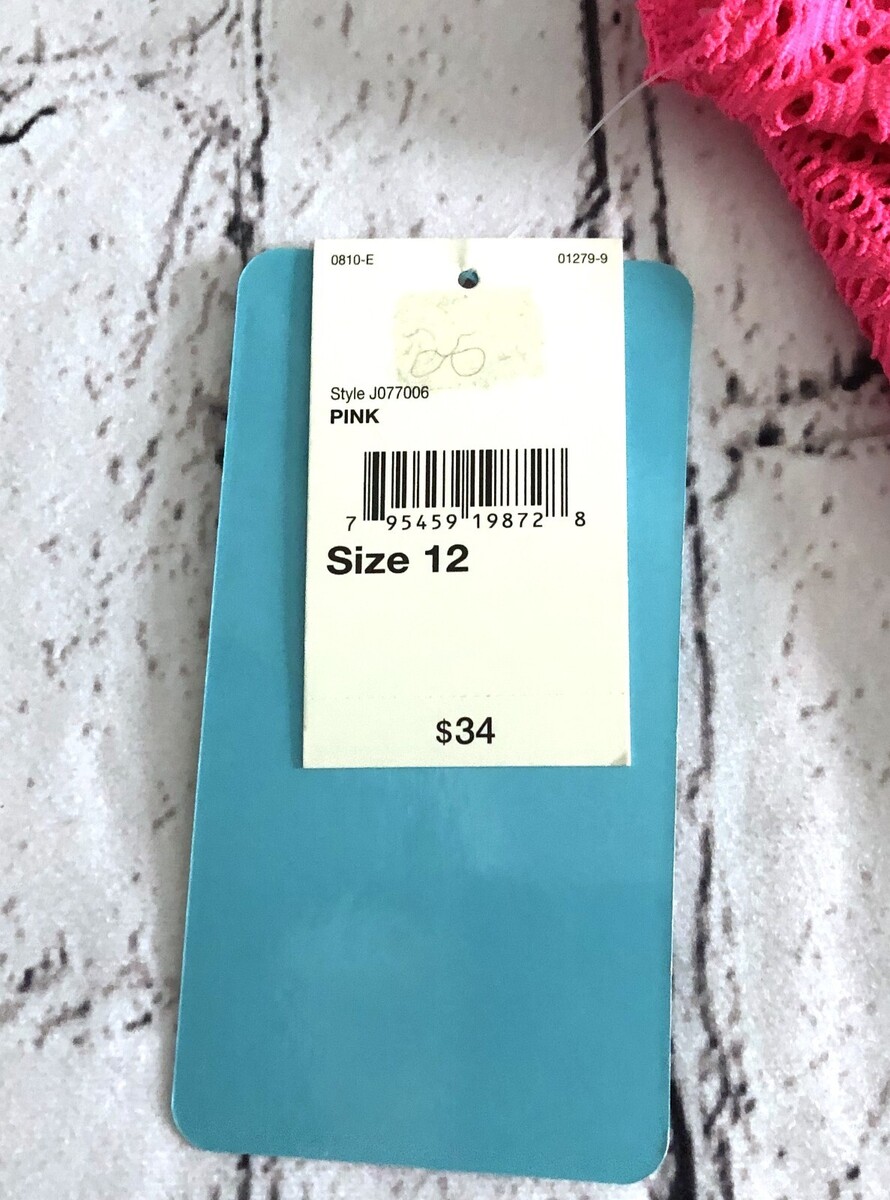 0810-E 01279-9
Style J077006
PINK
7 95459 19872 8
Size 12
$34